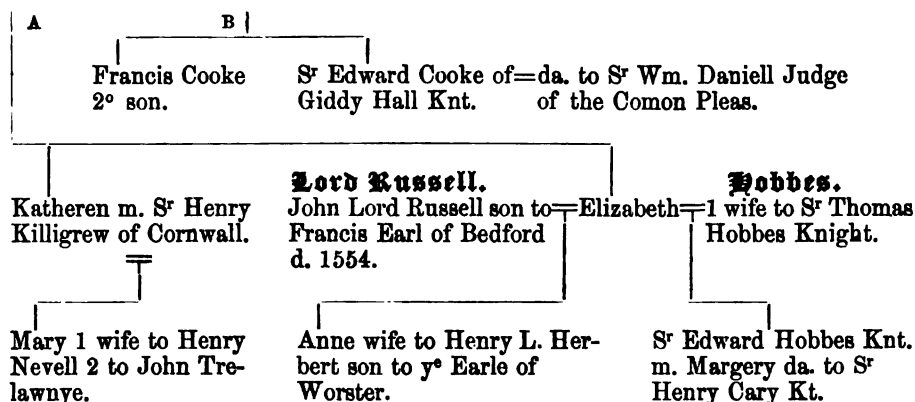 A
B
Francis Cooke
2º son.
Sʳ Edward Cooke of=da. to Sʳ Wm. Daniell Judge
Giddy Hall Knt. of the Comon Pleas.
Katheren m. Sʳ Henry
Killigrew of Cornwall.
Lord Russell.
John Lord Russell son to=Elizabeth=1 wife to Sʳ Thomas
Francis Earl of Bedford
d. 1554.
Hobbes.
Hobbes Knight.
Mary 1 wife to Henry
Nevell 2 to John Tre-
lawnye.
Anne wife to Henry L. Her-
bert son to yᵉ Earle of
Worster.
Sʳ Edward Hobbes Knt.
m. Margery da. to Sʳ
Henry Cary Kt.